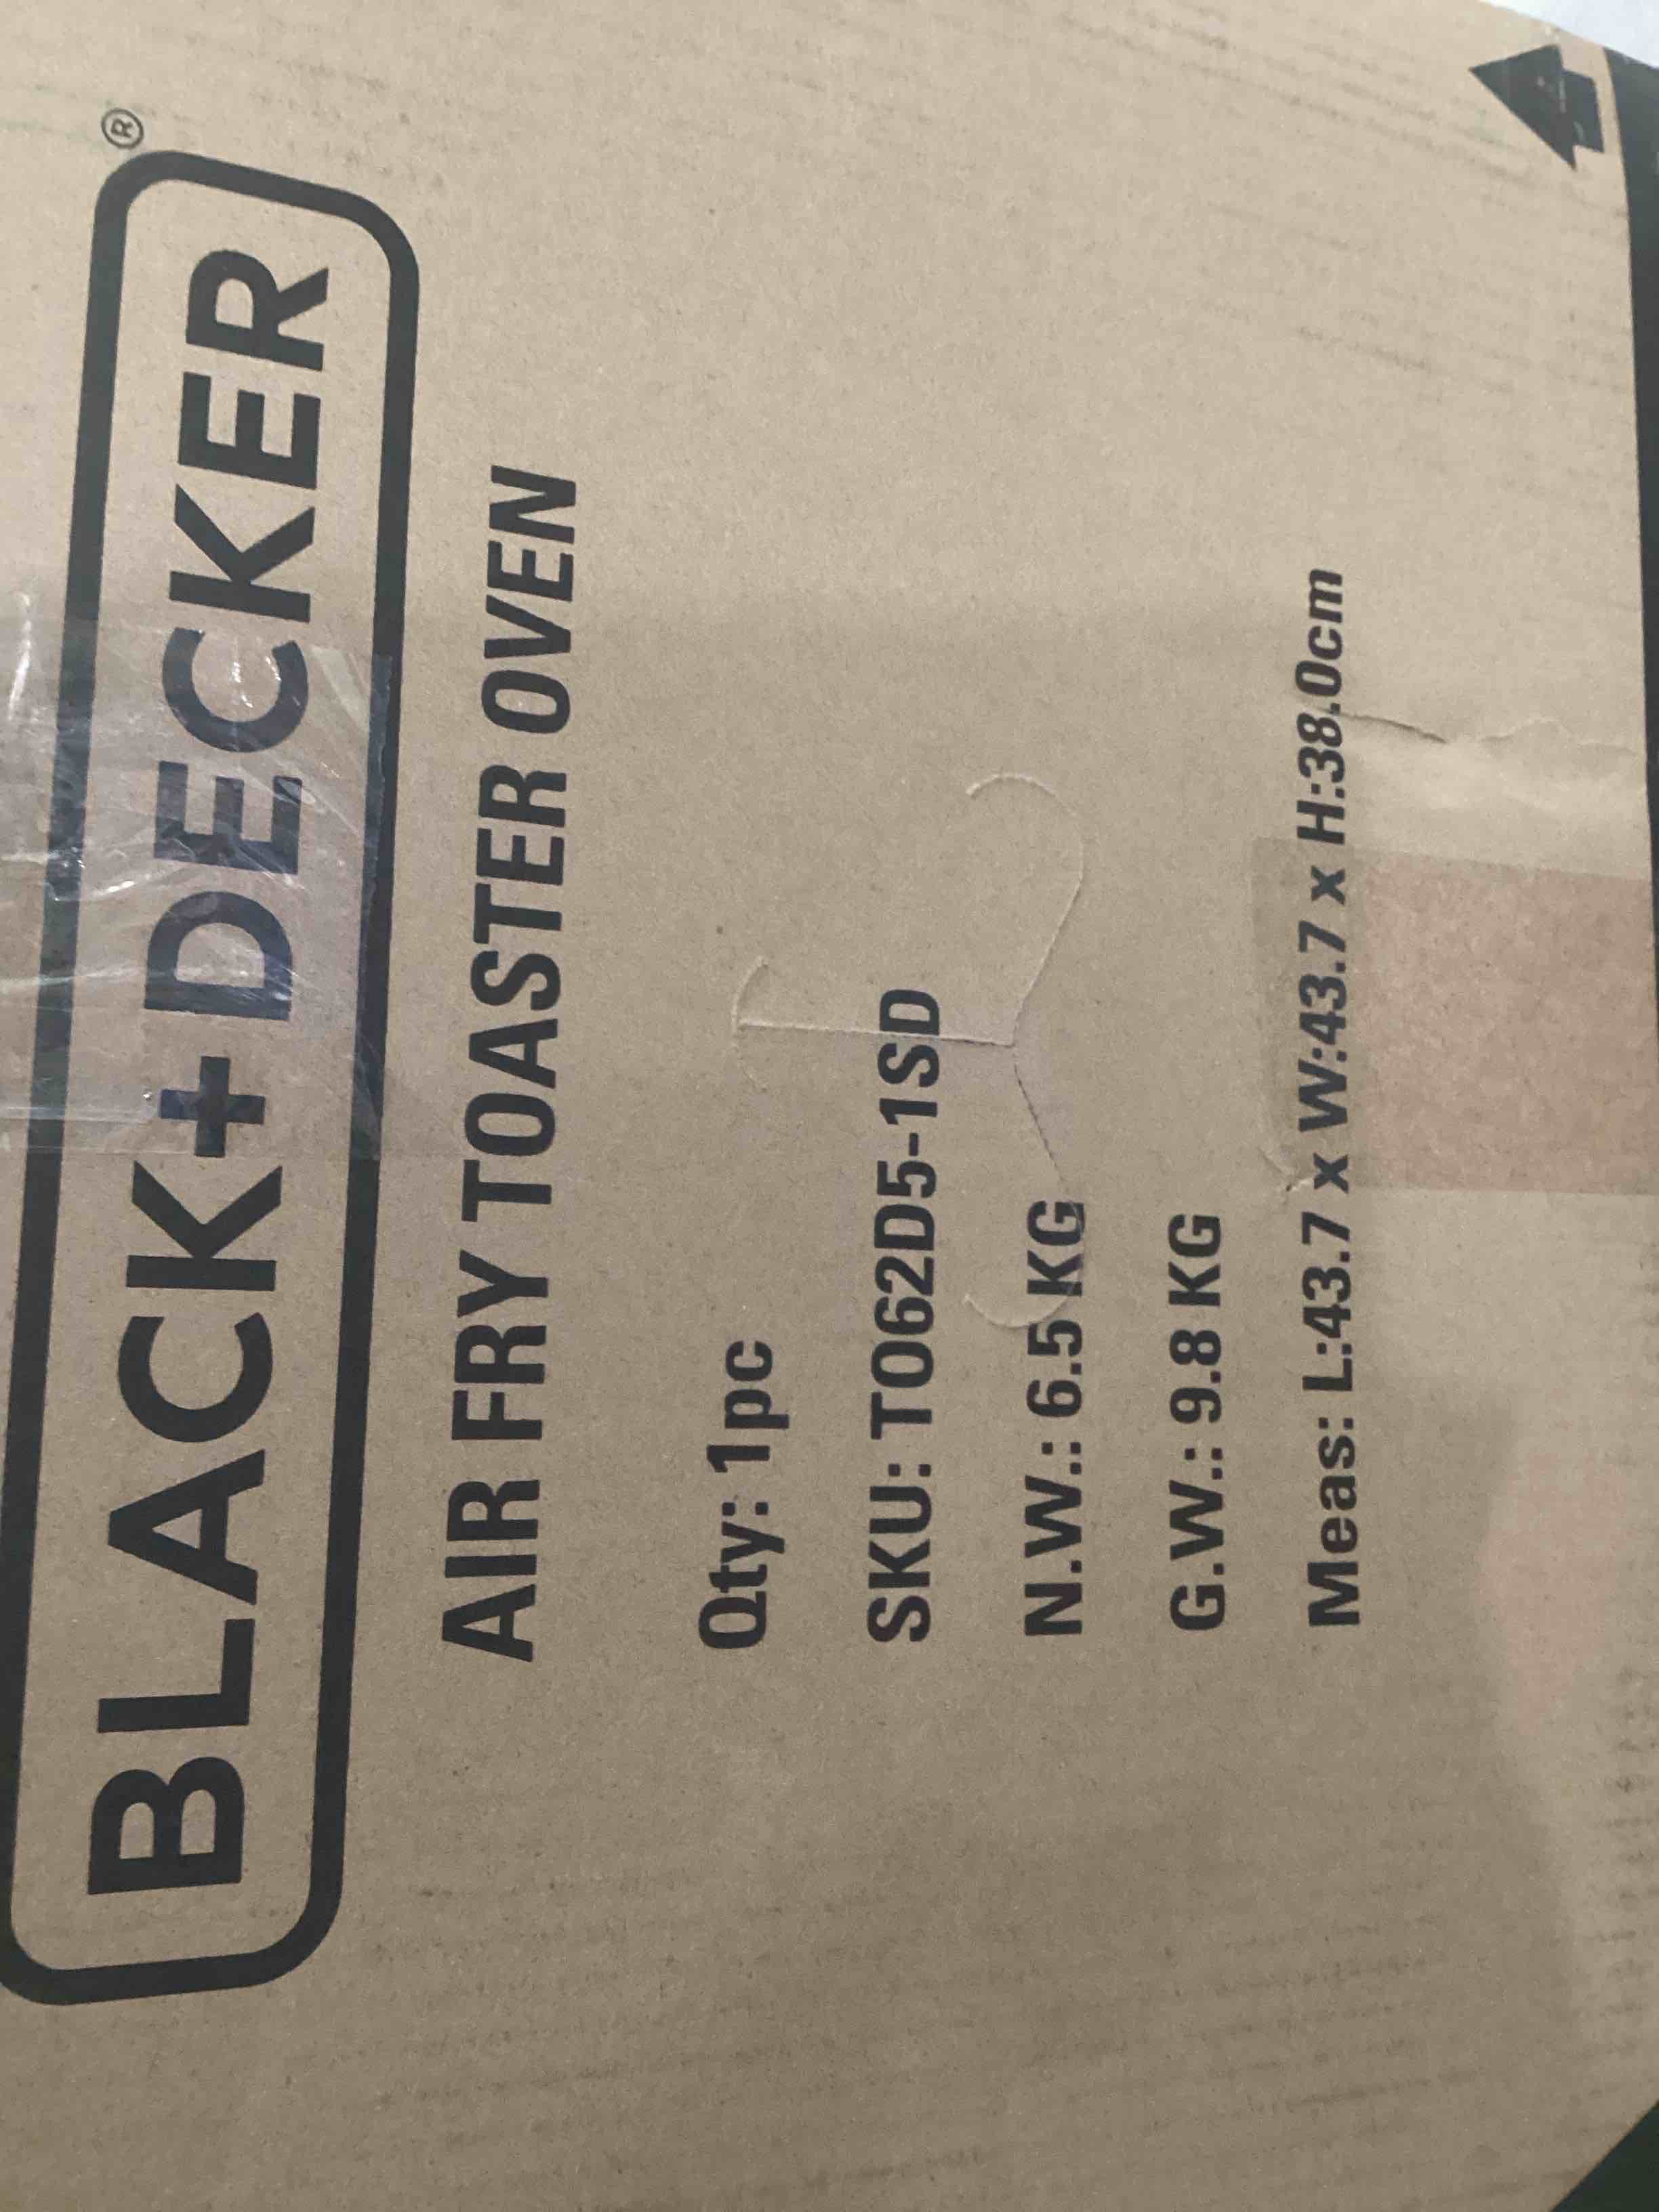 BLACK+DECKER®
AIR FRY TOASTER OVEN
Qty: 1pc
SKU: TO62D5-1SD
N.W.: 6.5 KG
G.W.: 9.8 KG
Meas: L:43.7 x W:43.7 x H:38.0cm